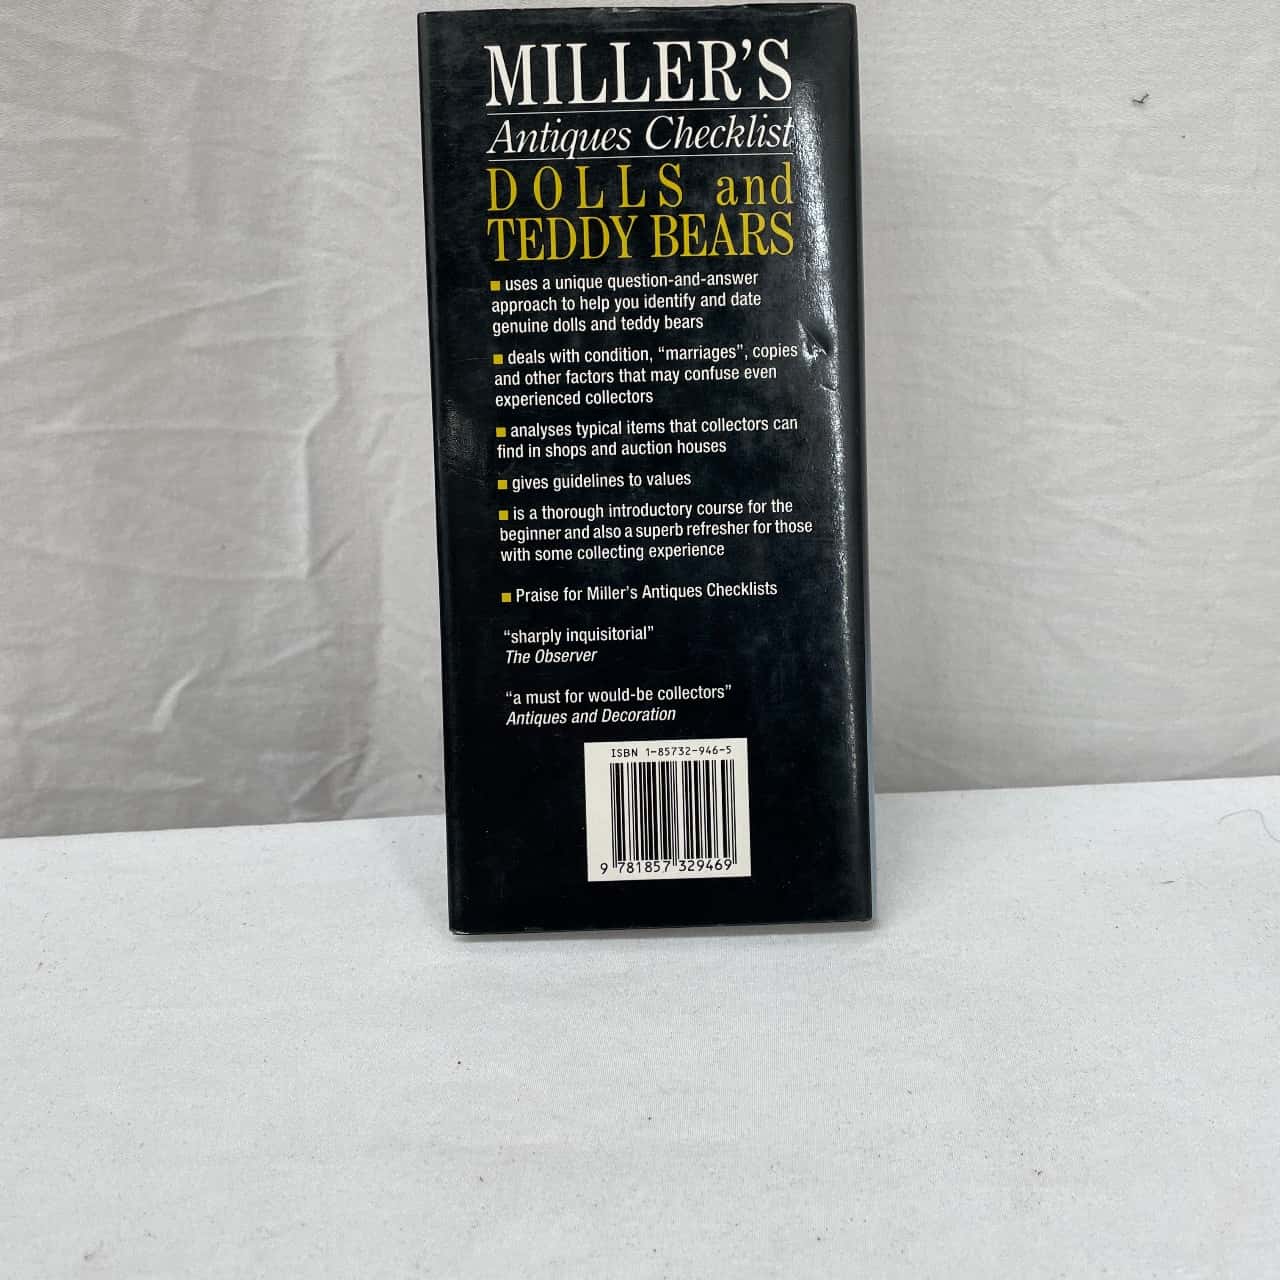 MILLER'S
Antiques Checklist
DOLLS and
TEDDY BEARS
■ uses a unique question-and-answer
approach to help you identify and date
genuine dolls and teddy bears
■ deals with condition, “marriages”, copies
and other factors that may confuse even
experienced collectors
■ analyses typical items that collectors can
find in shops and auction houses
■ gives guidelines to values
■ is a thorough introductory course for the
beginner and also a superb refresher for those
with some collecting experience
■ Praise for Miller's Antiques Checklists
“sharply inquisitorial”
The Observer
“a must for would-be collectors”
Antiques and Decoration
ISBN 1-85732-946-5
9 781857 329469